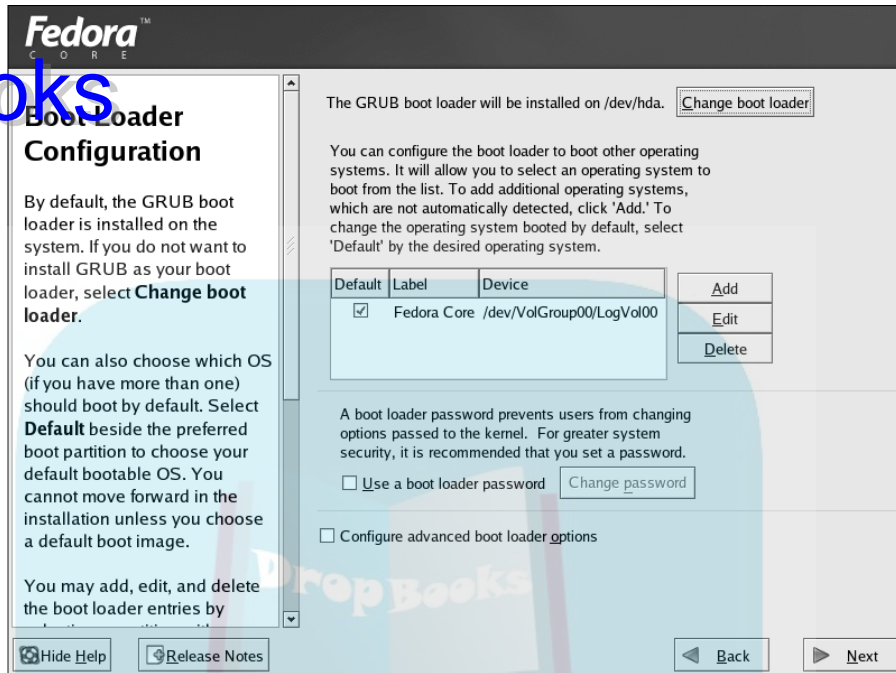 Fedora™
CORE
oks
Boot Loader
Configuration
By default, the GRUB boot
loader is installed on the
system. If you do not want to
install GRUB as your boot
loader, select Change boot
loader.
You can also choose which OS
(if you have more than one)
should boot by default. Select
Default beside the preferred
boot partition to choose your
default bootable OS. You
cannot move forward in the
installation unless you choose
a default boot image.
You may add, edit, and delete
the boot loader entries by
The GRUB boot loader will be installed on /dev/hda.
Change boot loader
You can configure the boot loader to boot other operating
systems. It will allow you to select an operating system to
boot from the list. To add additional operating systems,
which are not automatically detected, click 'Add.' To
change the operating system booted by default, select
'Default' by the desired operating system.
Default Label Device
Fedora Core /dev/VolGroup00/LogVol00
Add
Edit
Delete
A boot loader password prevents users from changing
options passed to the kernel. For greater system
security, it is recommended that you set a password.
Use a boot loader password Change password
Configure advanced boot loader options
DropBooks
Hide Help Release Notes Back Next